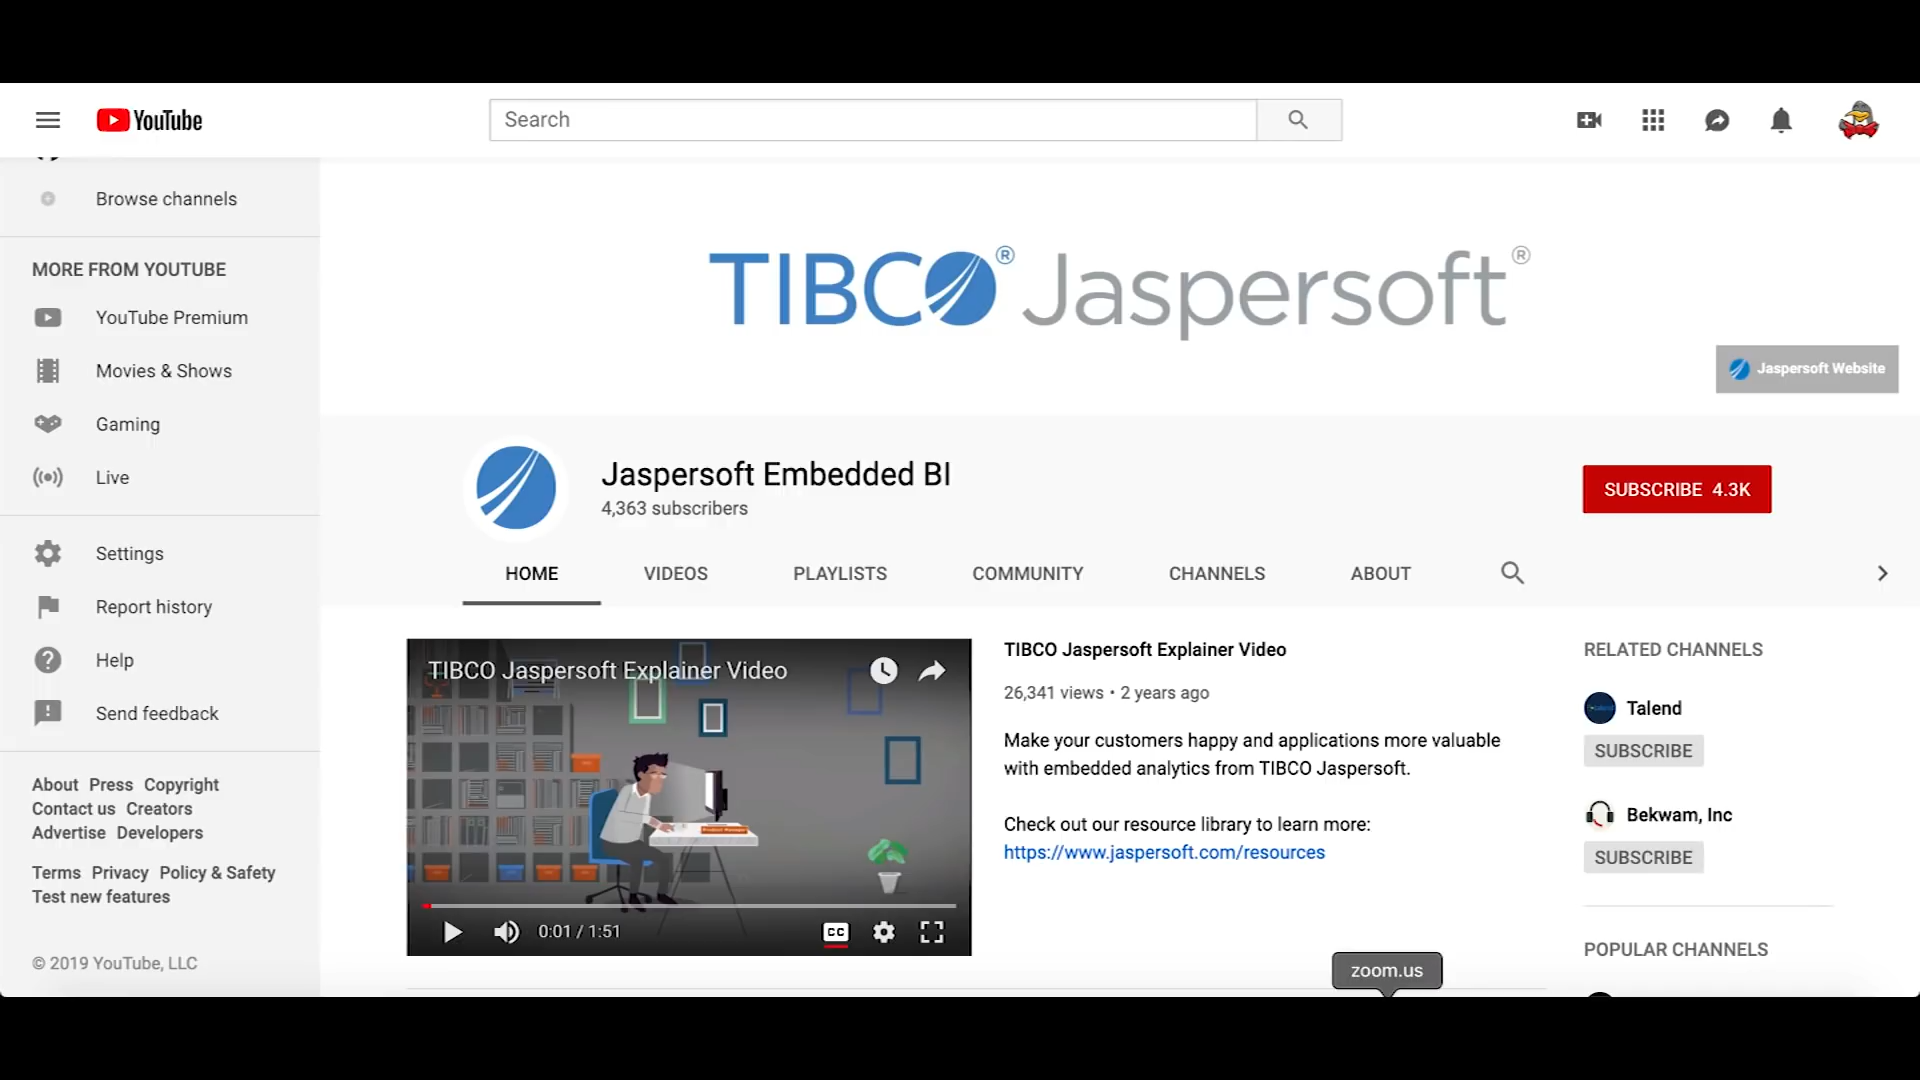 YouTube
Search
Browse channels
MORE FROM YOUTUBE
YouTube Premium
Movies & Shows
Gaming
Live
Settings
Report history
Help
Send feedback
About Press Copyright
Contact us Creators
Advertise Developers
Terms Privacy Policy & Safety
Test new features
© 2019 YouTube, LLC
TIBCO® Jaspersoft®
Jaspersoft Website
Jaspersoft Embedded BI
4,363 subscribers
SUBSCRIBE 4.3K
HOME VIDEOS PLAYLISTS COMMUNITY CHANNELS ABOUT
TIBCO Jaspersoft Explainer Video
Product Manager
0:01 / 1:51
CC
TIBCO Jaspersoft Explainer Video
26,341 views • 2 years ago
Make your customers happy and applications more valuable
with embedded analytics from TIBCO Jaspersoft.
Check out our resource library to learn more:
https://www.jaspersoft.com/resources
RELATED CHANNELS
Talend
SUBSCRIBE
Bekwam, Inc
SUBSCRIBE
POPULAR CHANNELS
zoom.us